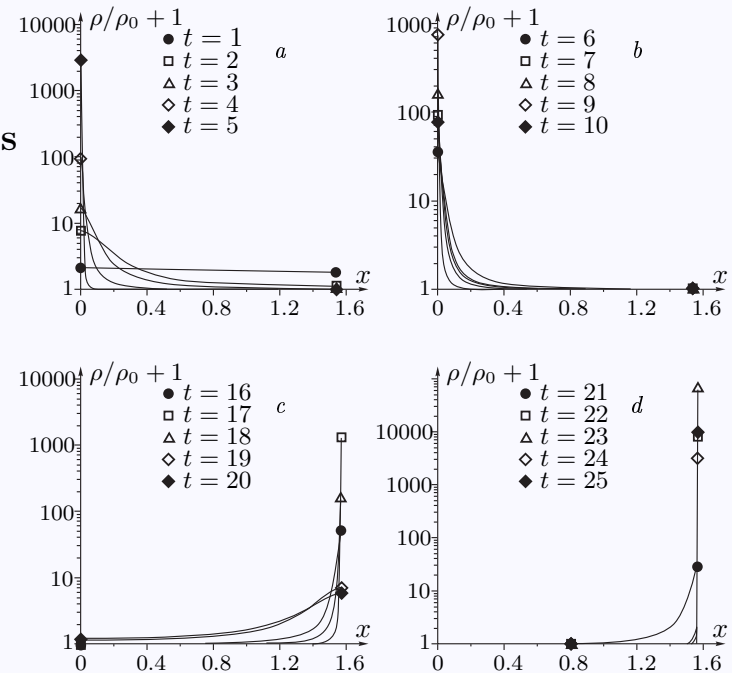 ρ/ρ₀ + 1
10000
1000
100
10
1
t = 1
t = 2
t = 3
t = 4
t = 5
a
x
0 0.4 0.8 1.2 1.6
s
ρ/ρ₀ + 1
1000
100
10
1
t = 6
t = 7
t = 8
t = 9
t = 10
b
x
0 0.4 0.8 1.2 1.6
ρ/ρ₀ + 1
10000
1000
100
10
1
t = 16
t = 17
t = 18
t = 19
t = 20
c
x
0 0.4 0.8 1.2 1.6
ρ/ρ₀ + 1
10000
1000
100
10
1
t = 21
t = 22
t = 23
t = 24
t = 25
d
x
0 0.4 0.8 1.2 1.6